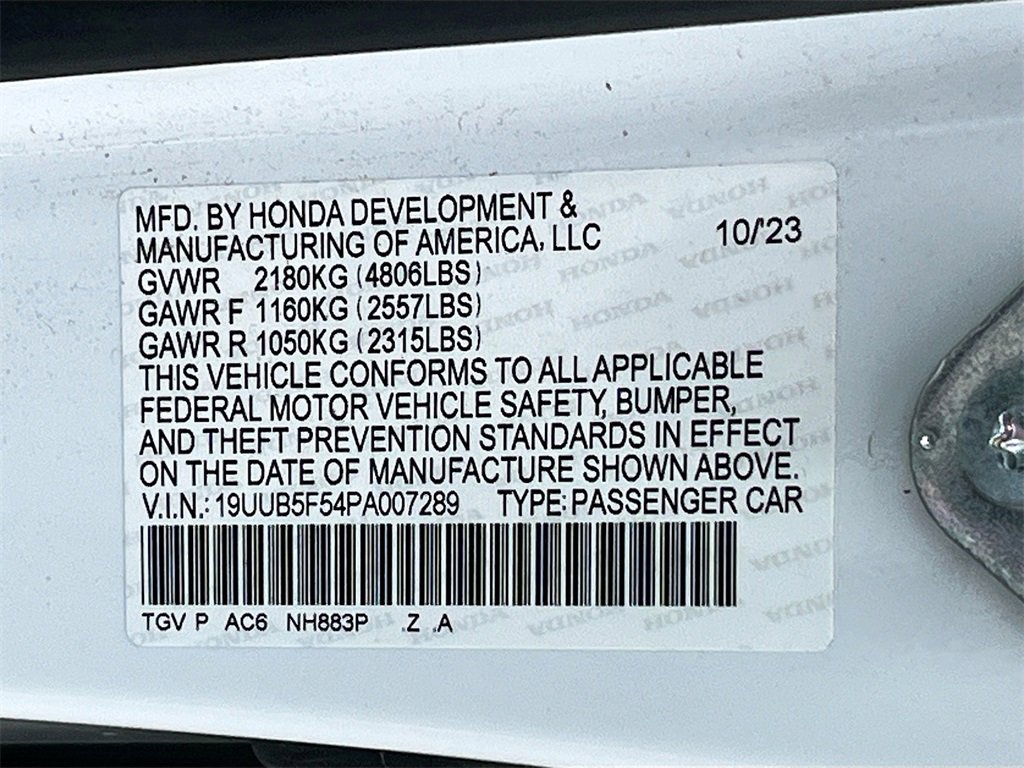 MFD. BY HONDA DEVELOPMENT &
MANUFACTURING OF AMERICA, LLC 10/'23
GVWR 2180KG (4806LBS)
GAWR F 1160KG (2557LBS)
GAWR R 1050KG (2315LBS)
THIS VEHICLE CONFORMS TO ALL APPLICABLE
FEDERAL MOTOR VEHICLE SAFETY, BUMPER,
AND THEFT PREVENTION STANDARDS IN EFFECT
ON THE DATE OF MANUFACTURE SHOWN ABOVE.
V.I.N.: 19UUB5F54PA007289 TYPE: PASSENGER CAR
TGV P AC6 NH883P .Z .A